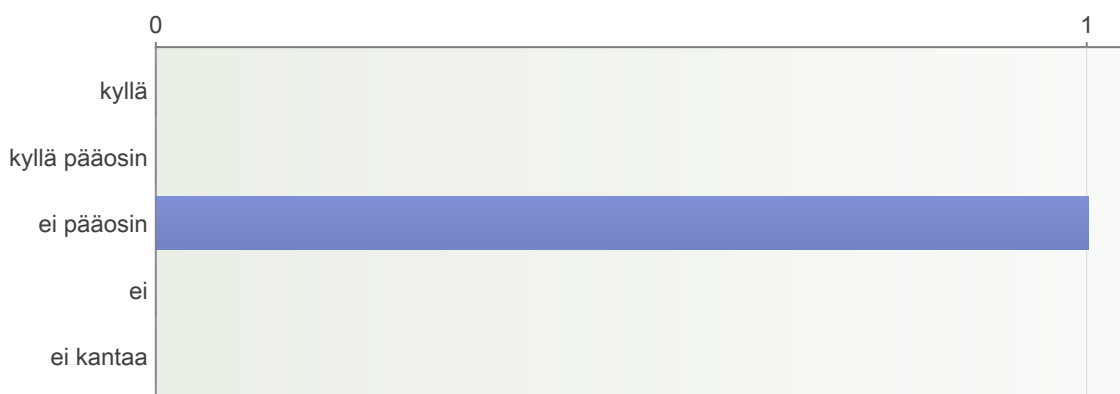 0 1
kyllä
kyllä pääosin
ei pääosin
ei
ei kantaa